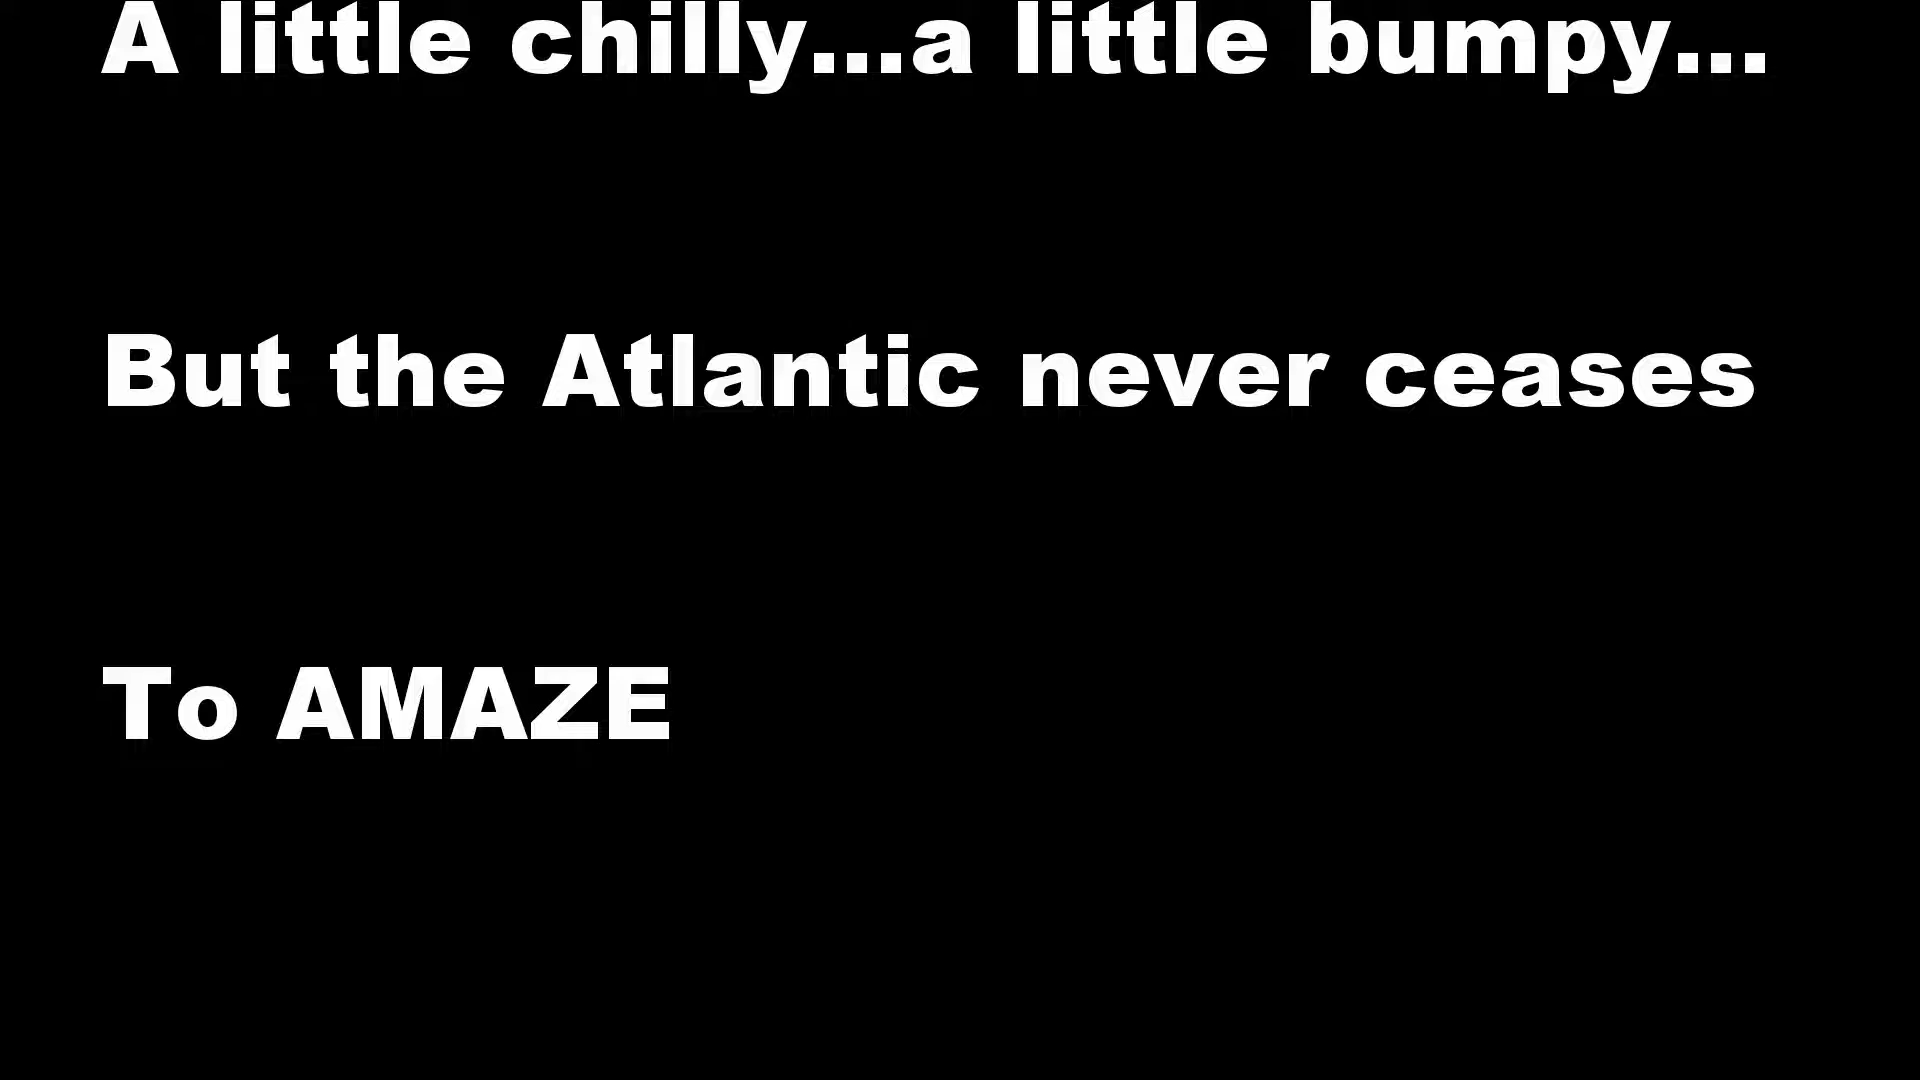 A little chilly...a little bumpy...
But the Atlantic never ceases
To AMAZE